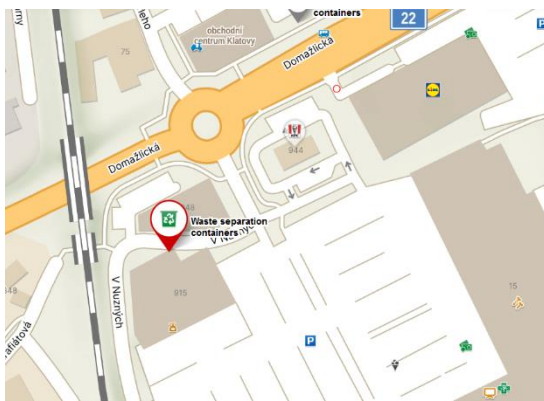 containers
22
obchodní
centrum Klatovy
Domažlická
75
944
Domažlická
Waste separation
containers
V Nuzných
V Nuzných
915
15
P
P